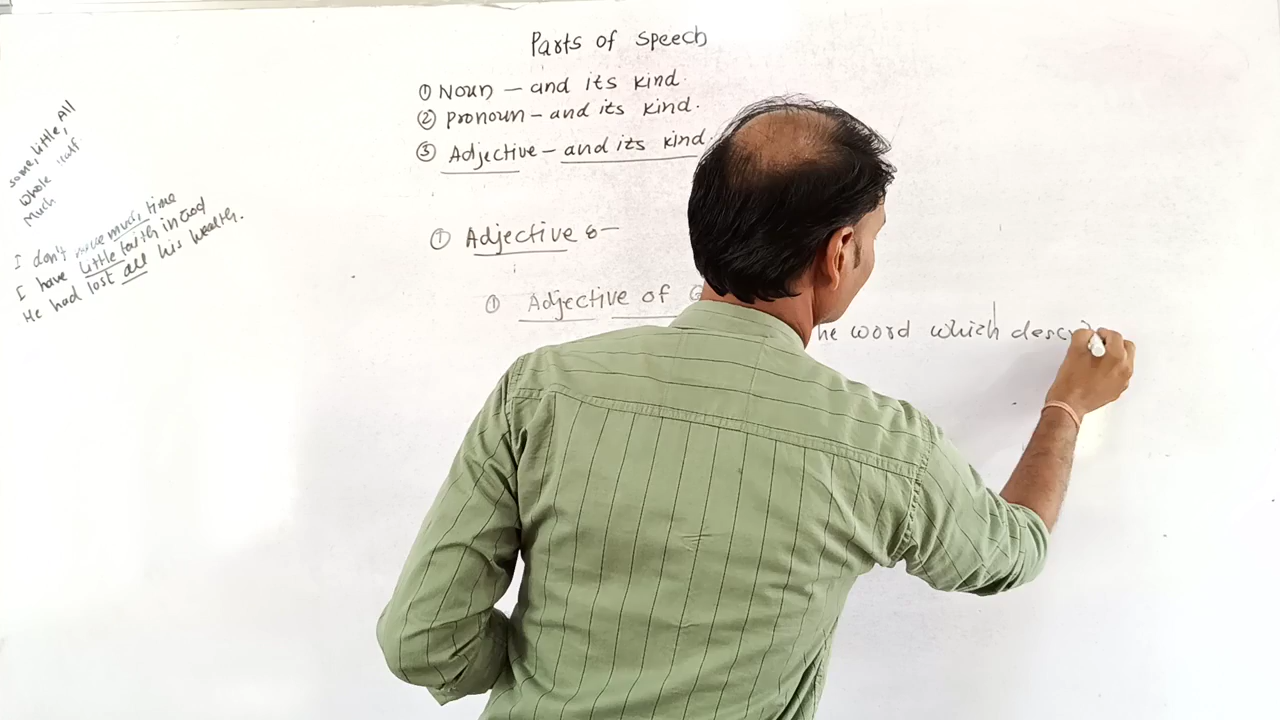 Parts of speech
① Noun – and its kind.
② pronoun – and its kind.
③ Adjective – and its kind.
some, little, All
whole half
Much
I don't have much time
I have little faith in God
He had lost all his wealth.
① Adjective :–
① Adjective of
he word which desc